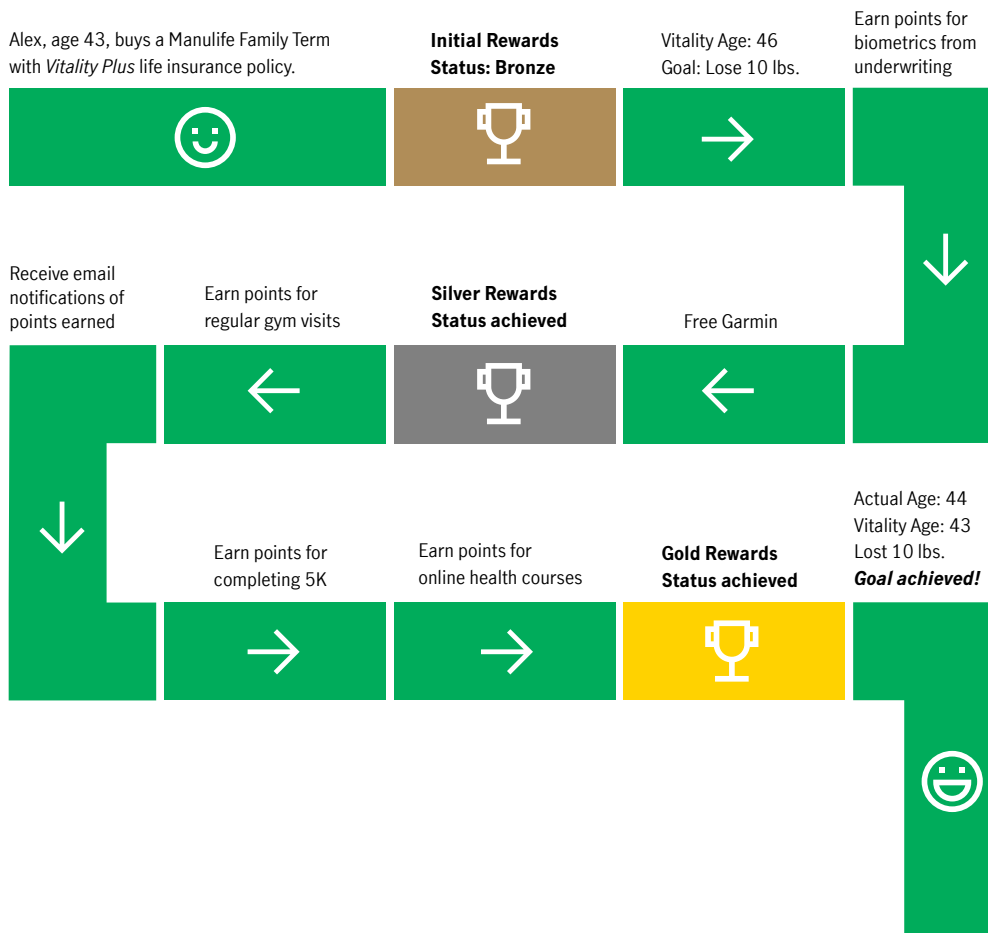 Alex, age 43, buys a Manulife Family Term
with Vitality Plus life insurance policy.
Initial Rewards
Status: Bronze
Vitality Age: 46
Goal: Lose 10 lbs.
Earn points for
biometrics from
underwriting
Free Garmin
Silver Rewards
Status achieved
Earn points for
regular gym visits
Receive email
notifications of
points earned
Earn points for
completing 5K
Earn points for
online health courses
Gold Rewards
Status achieved
Actual Age: 44
Vitality Age: 43
Lost 10 lbs.
Goal achieved!